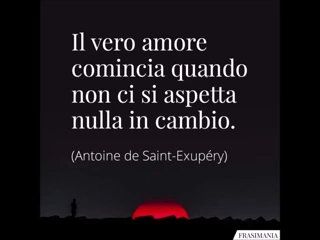 Il vero amore
comincia quando
non ci si aspetta
nulla in cambio.
(Antoine de Saint-Exupéry)
FRASIMANIA